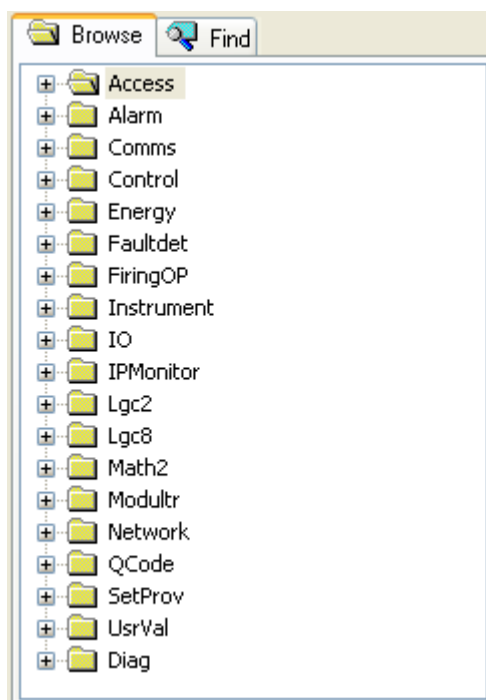 Browse Find
Access
Alarm
Comms
Control
Energy
Faultdet
FiringOP
Instrument
IO
IPMonitor
Lgc2
Lgc8
Math2
Modultr
Network
QCode
SetProv
UsrVal
Diag